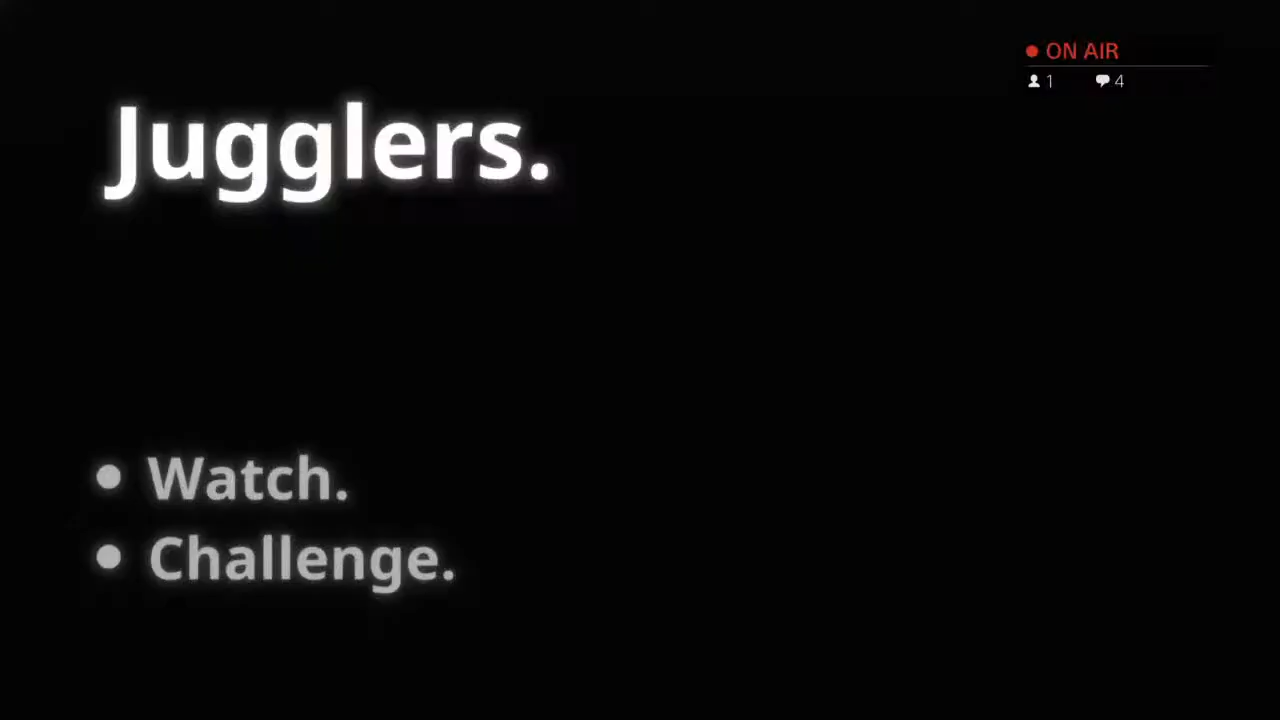 ON AIR
1 4
Jugglers.
• Watch.
• Challenge.